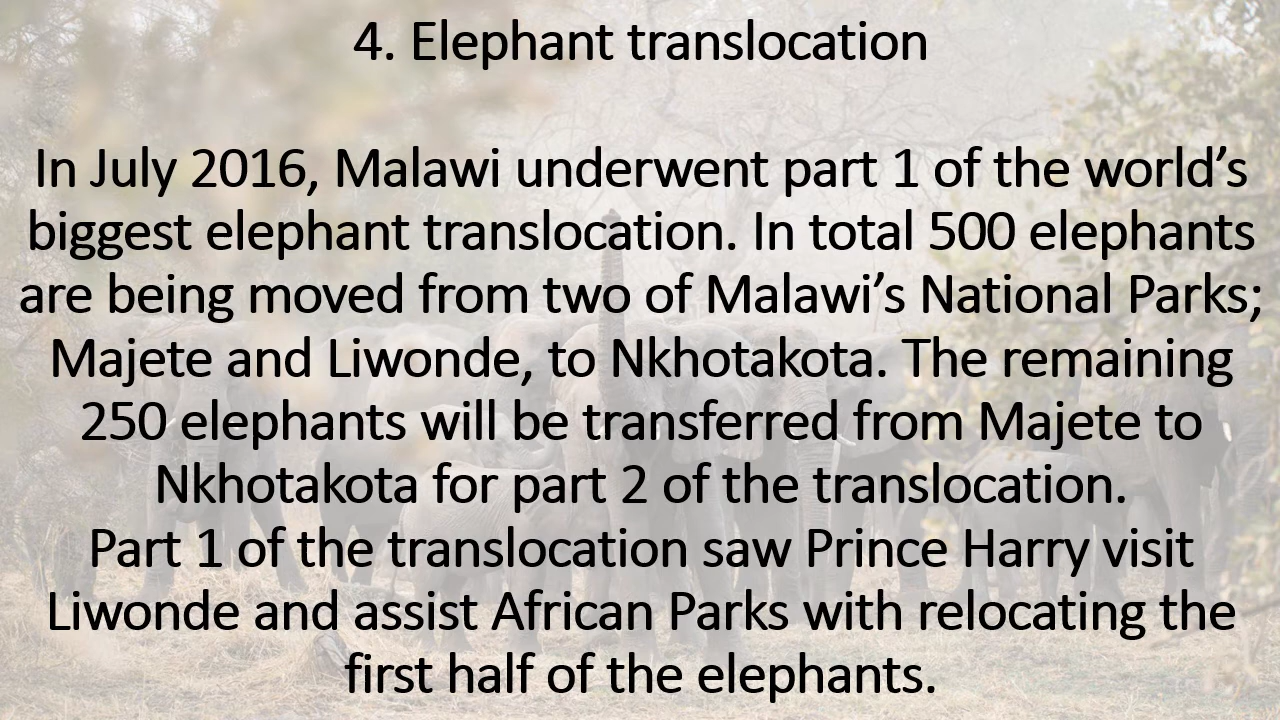 4. Elephant translocation
In July 2016, Malawi underwent part 1 of the world’s
biggest elephant translocation. In total 500 elephants
are being moved from two of Malawi’s National Parks;
Majete and Liwonde, to Nkhotakota. The remaining
250 elephants will be transferred from Majete to
Nkhotakota for part 2 of the translocation.
Part 1 of the translocation saw Prince Harry visit
Liwonde and assist African Parks with relocating the
first half of the elephants.